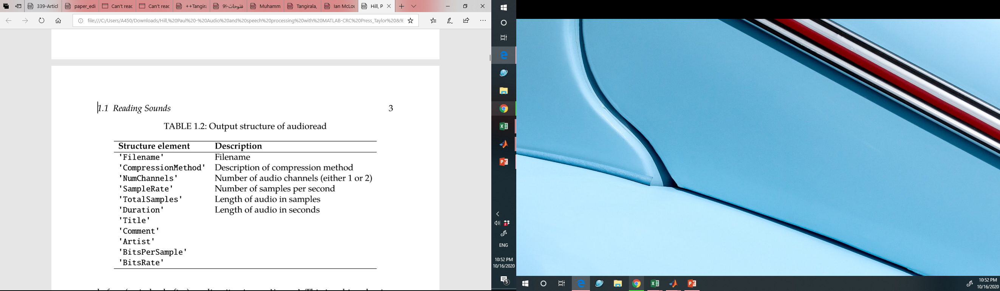 339-Articl
paper_edi
Can't reac
Can't reac
++Tangira
فتوحات-۹۶
Muhamm
Tangirala,
Ian McLou
Hill, P
file:///C:/Users/A450/Downloads/Hill,%20Paul%20-%20Audio%20and%20speech%20processing%20with%20MATLAB-CRC%20Press_Taylor%20&%
1.1 Reading Sounds 3
TABLE 1.2: Output structure of audioread
Structure element Description
'Filename' Filename
'CompressionMethod' Description of compression method
'NumChannels' Number of audio channels (either 1 or 2)
'SampleRate' Number of samples per second
'TotalSamples' Length of audio in samples
'Duration' Length of audio in seconds
'Title'
'Comment'
'Artist'
'BitsPerSample'
'BitsRate'
2
ENG
10:52 PM
10/16/2020
5
10:52 PM
10/16/2020